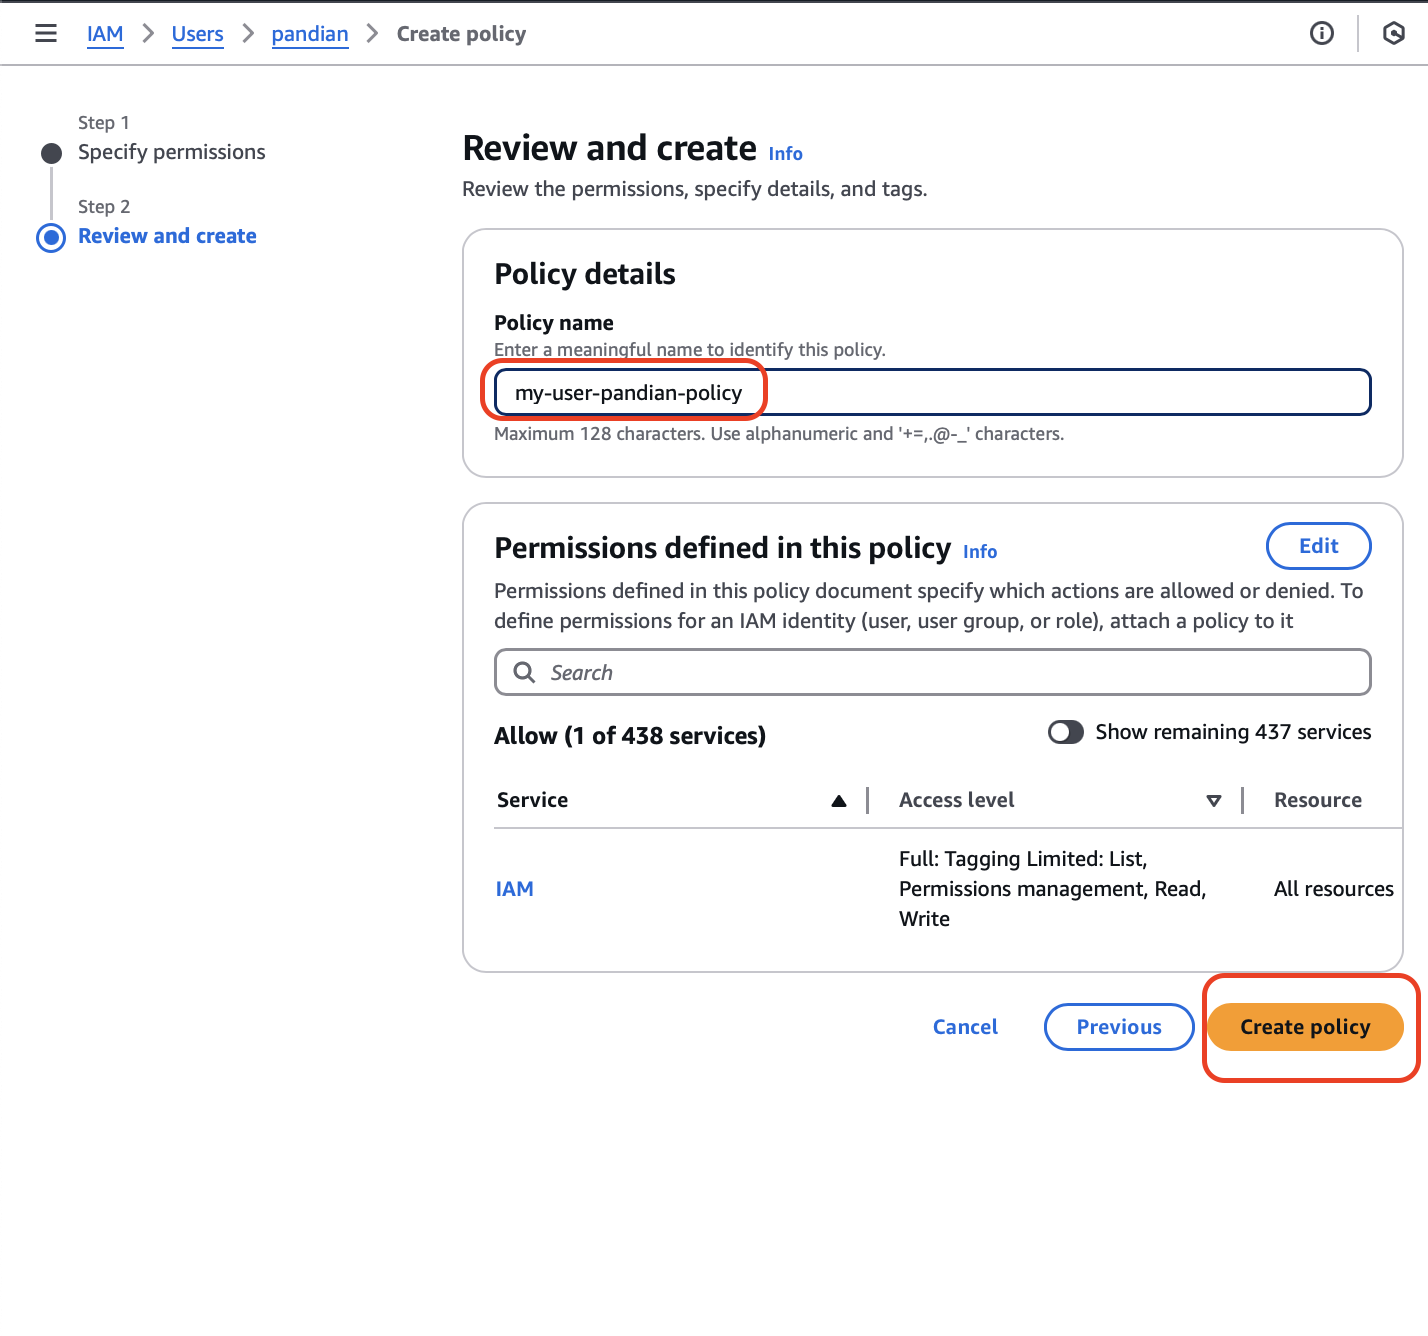 IAM > Users > pandian > Create policy
Step 1
Specify permissions
Step 2
Review and create
Review and create Info
Review the permissions, specify details, and tags.
Policy details
Policy name
Enter a meaningful name to identify this policy.
my-user-pandian-policy
Maximum 128 characters. Use alphanumeric and '+=,.@-_' characters.
Permissions defined in this policy Info
Edit
Permissions defined in this policy document specify which actions are allowed or denied. To
define permissions for an IAM identity (user, user group, or role), attach a policy to it
Search
Allow (1 of 438 services)
Show remaining 437 services
Service
Access level
Resource
IAM
Full: Tagging Limited: List,
Permissions management, Read,
Write
All resources
Cancel
Previous
Create policy